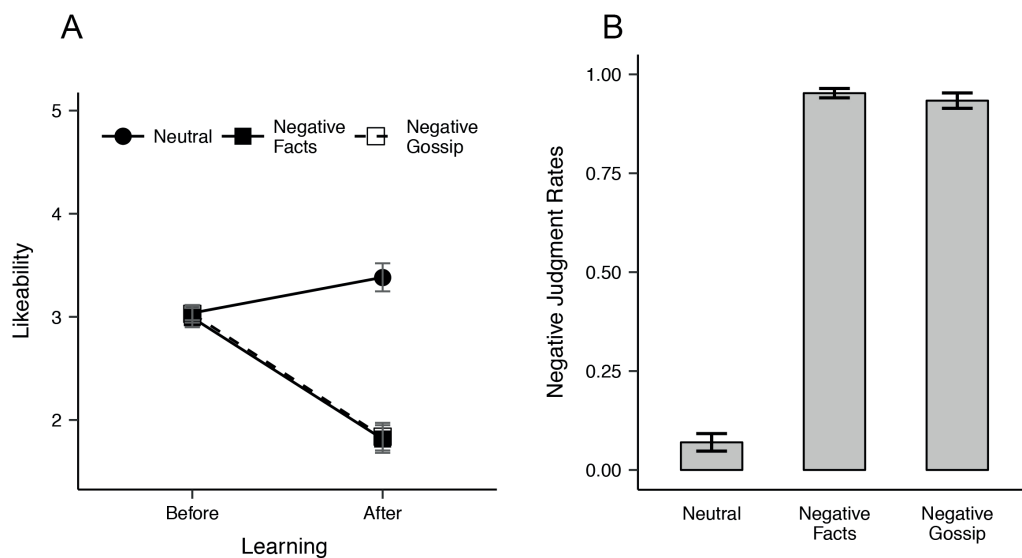 A
5
4
3
2
Likeability
Neutral
Negative
Facts
Negative
Gossip
Before
After
Learning
B
1.00
0.75
0.50
0.25
0.00
Negative Judgment Rates
Neutral
Negative
Facts
Negative
Gossip